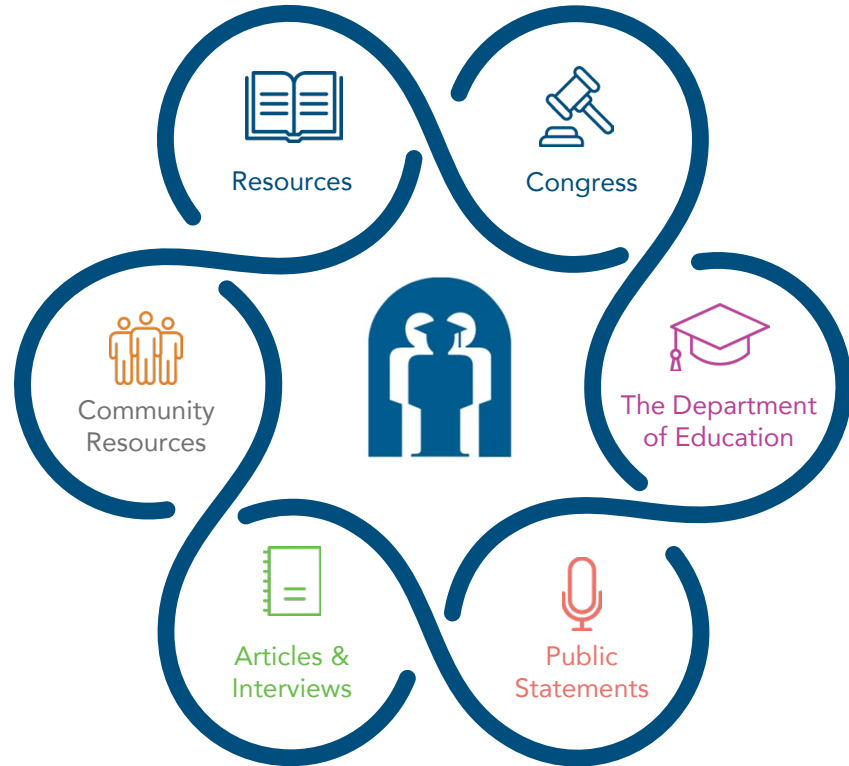 Resources
Congress
The Department
of Education
Public
Statements
Articles &
Interviews
Community
Resources